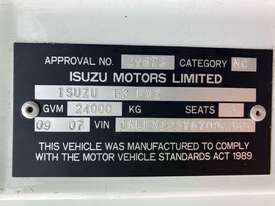 APPROVAL NO. CATEGORY NC
ISUZU MOTORS LIMITED
ISUZU
GVM 24000 KG SEATS
09 07 VIN
THIS VEHICLE WAS MANUFACTURED TO COMPLY
WITH THE MOTOR VEHICLE STANDARDS ACT 1989